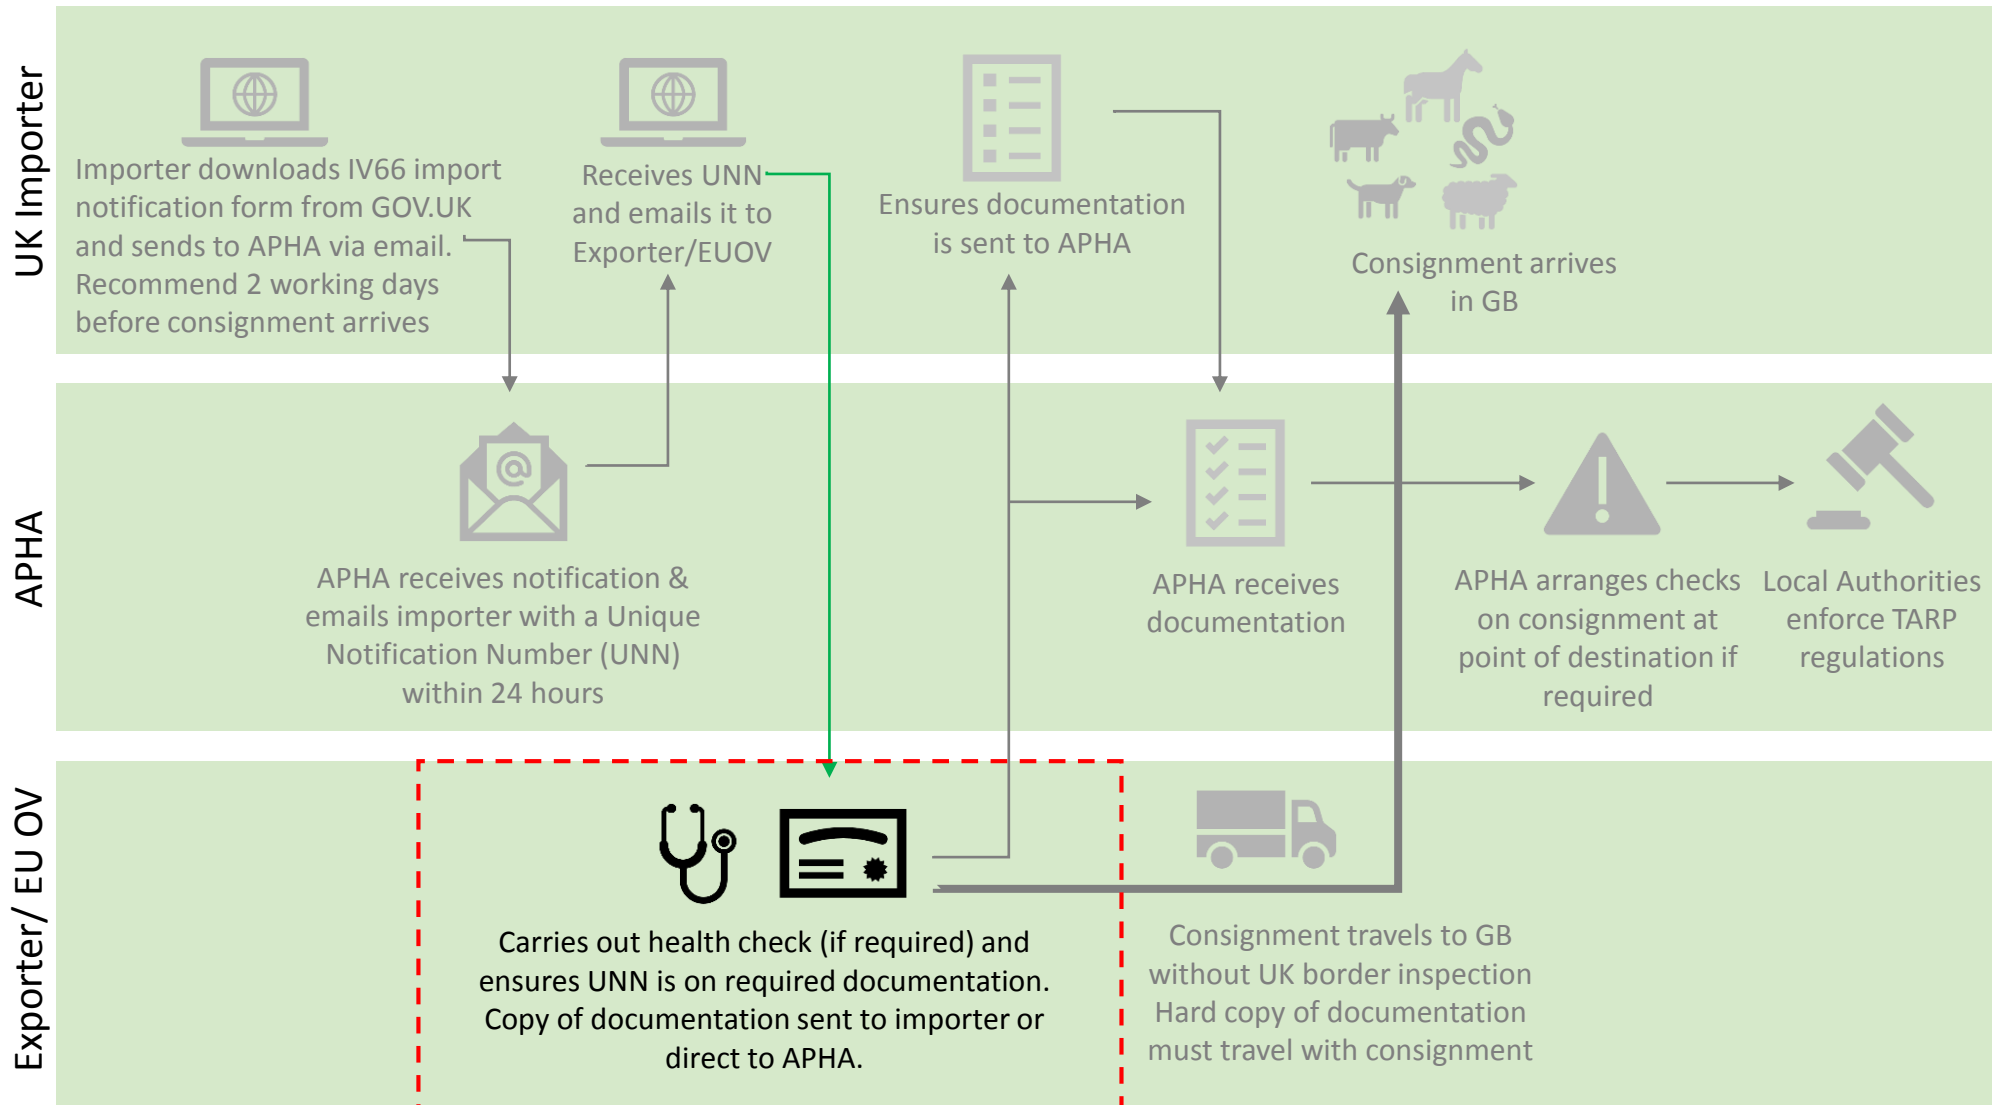 UK Importer
Importer downloads IV66 import
notification form from GOV.UK
and sends to APHA via email.
Recommend 2 working days
before consignment arrives
Receives UNN
and emails it to
Exporter/EUOV
Ensures documentation
is sent to APHA
Consignment arrives
in GB
APHA
@
APHA receives notification &
emails importer with a Unique
Notification Number (UNN)
within 24 hours
APHA receives
documentation
APHA arranges checks
on consignment at
point of destination if
required
Local Authorities
enforce TARP
regulations
Exporter/ EU OV
Carries out health check (if required) and
ensures UNN is on required documentation.
Copy of documentation sent to importer or
direct to APHA.
Consignment travels to GB
without UK border inspection
Hard copy of documentation
must travel with consignment